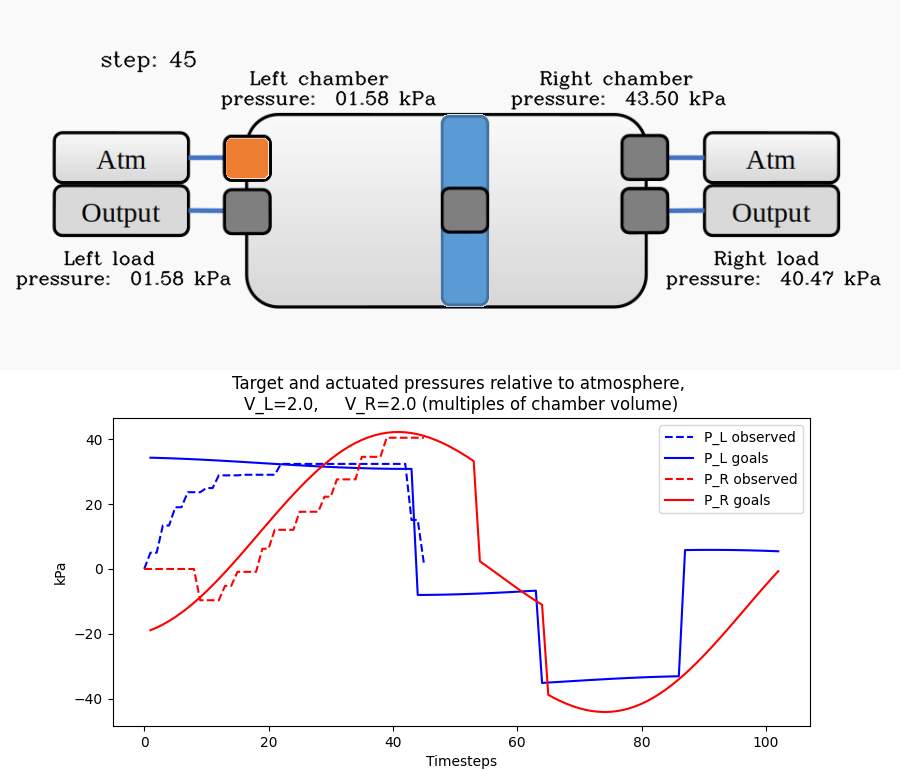 step: 45
Left chamber
pressure: 01.58 kPa
Right chamber
pressure: 43.50 kPa
Atm
Output
Atm
Output
Left load
pressure: 01.58 kPa
Right load
pressure: 40.47 kPa
Target and actuated pressures relative to atmosphere,
V_L=2.0, V_R=2.0 (multiples of chamber volume)
P_L observed
P_L goals
P_R observed
P_R goals
kPa
40
20
0
−20
−40
0 20 40 60 80 100
Timesteps